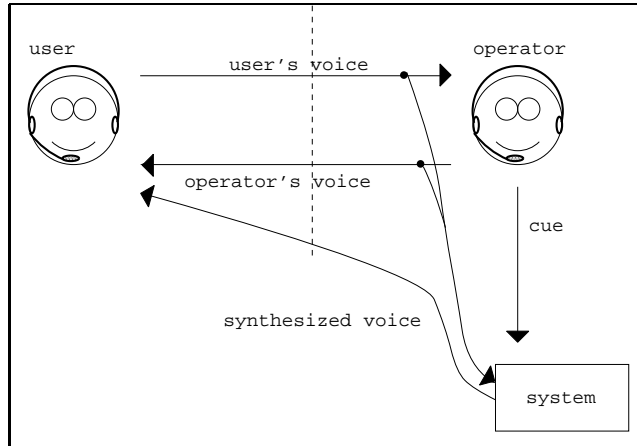 user
operator
user's voice
operator's voice
cue
synthesized voice
system